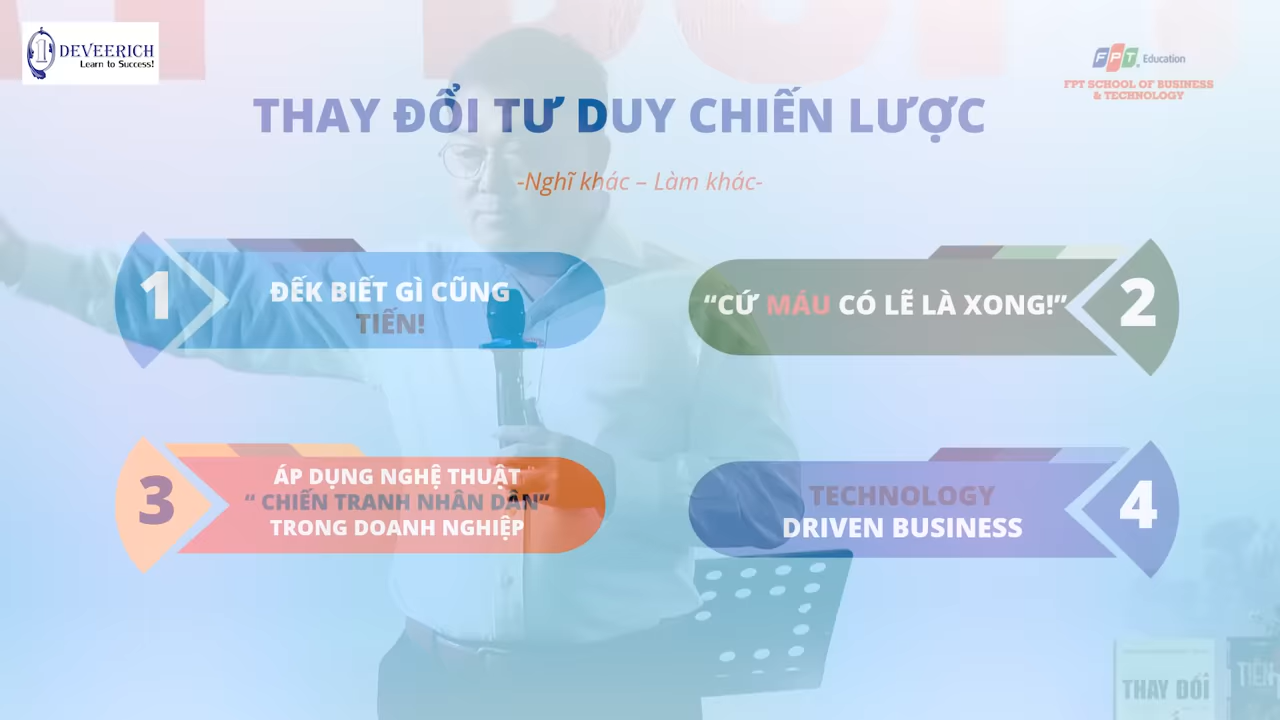 DEVEERICH
Learn to Success!
FPT Education
FPT SCHOOL OF BUSINESS
& TECHNOLOGY
THAY ĐỔI TƯ DUY CHIẾN LƯỢC
-Nghĩ khác – Làm khác-
1
ĐẾK BIẾT GÌ CŨNG
TIẾN!
“CỨ MÁU CÓ LẼ LÀ XONG!”
2
3
ÁP DỤNG NGHỆ THUẬT
“ CHIẾN TRANH NHÂN DÂN”
TRONG DOANH NGHIỆP
TECHNOLOGY
DRIVEN BUSINESS
4
THAY ĐỔI
TIẾN